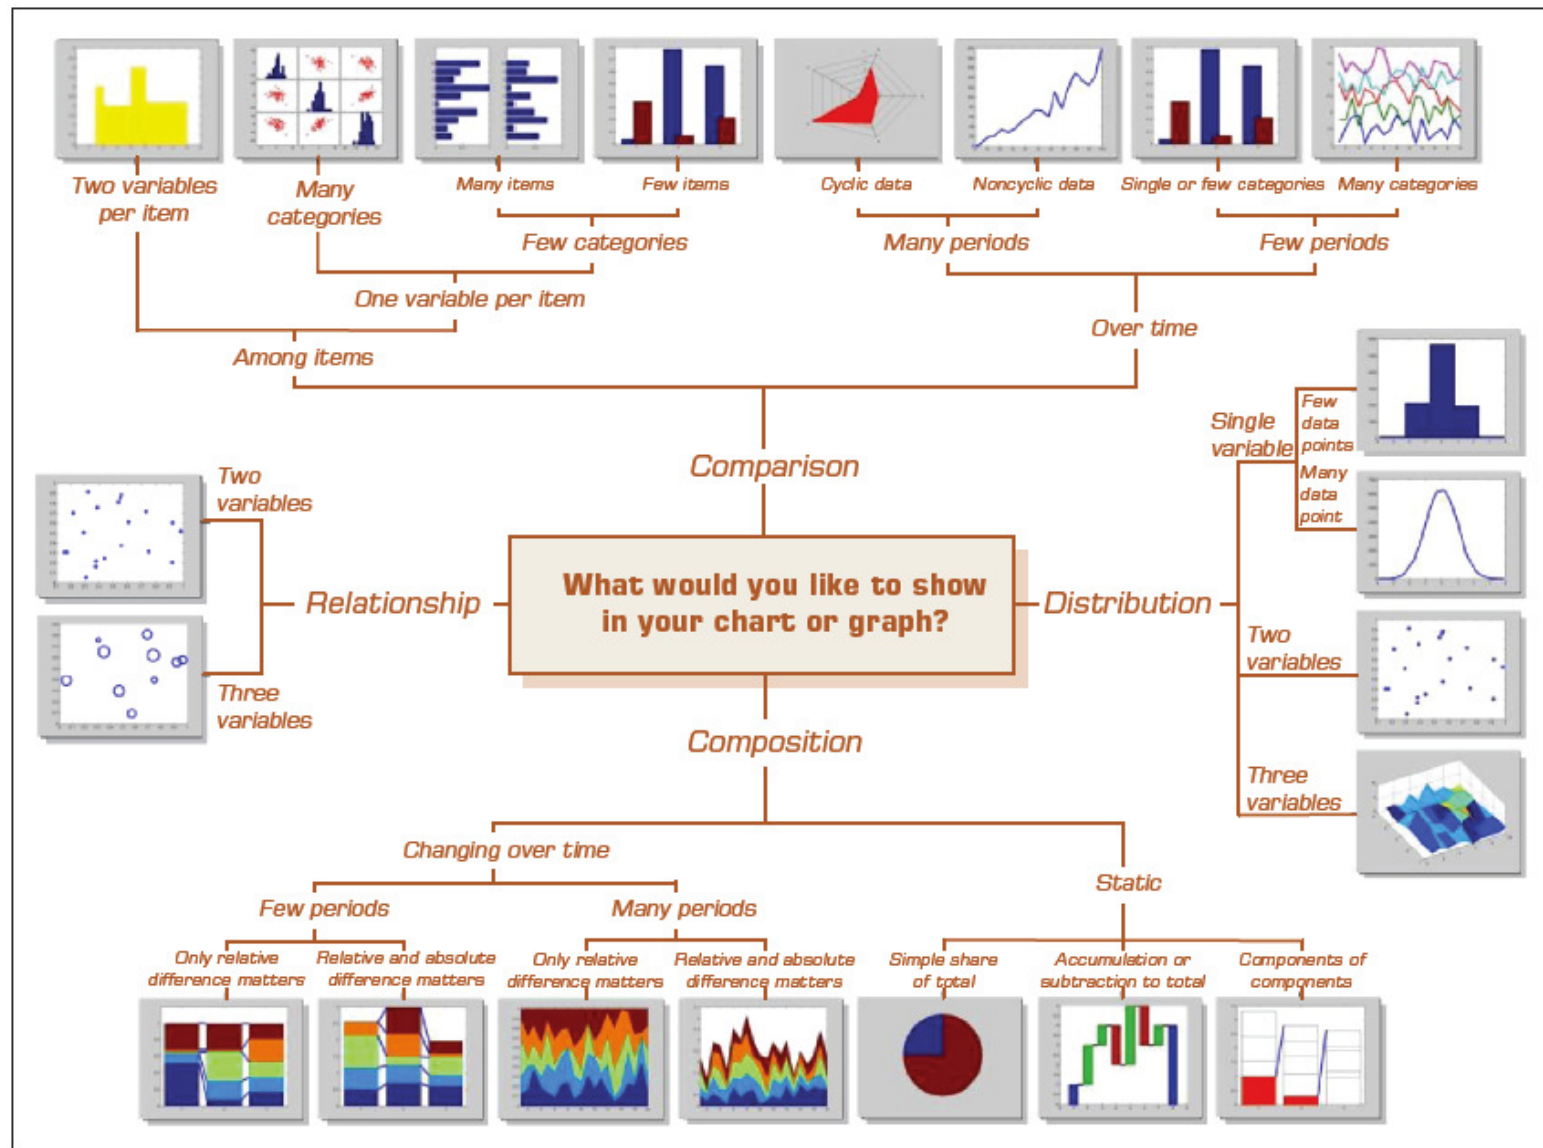 Two variables
per item
Many
categories
Many items
Few items
Cyclic data
Noncyclic data
Single or few categories
Many categories
Few categories
Many periods
Few periods
One variable per item
Over time
Among items
Single
variable
Few
data
points
Many
data
point
Comparison
Two
variables
What would you like to show
in your chart or graph?
Relationship
Distribution
Two
variables
Three
variables
Composition
Three
variables
Changing over time
Static
Few periods
Many periods
Only relative
difference matters
Relative and absolute
difference matters
Only relative
difference matters
Relative and absolute
difference matters
Simple share
of total
Accumulation or
subtraction to total
Components of
components